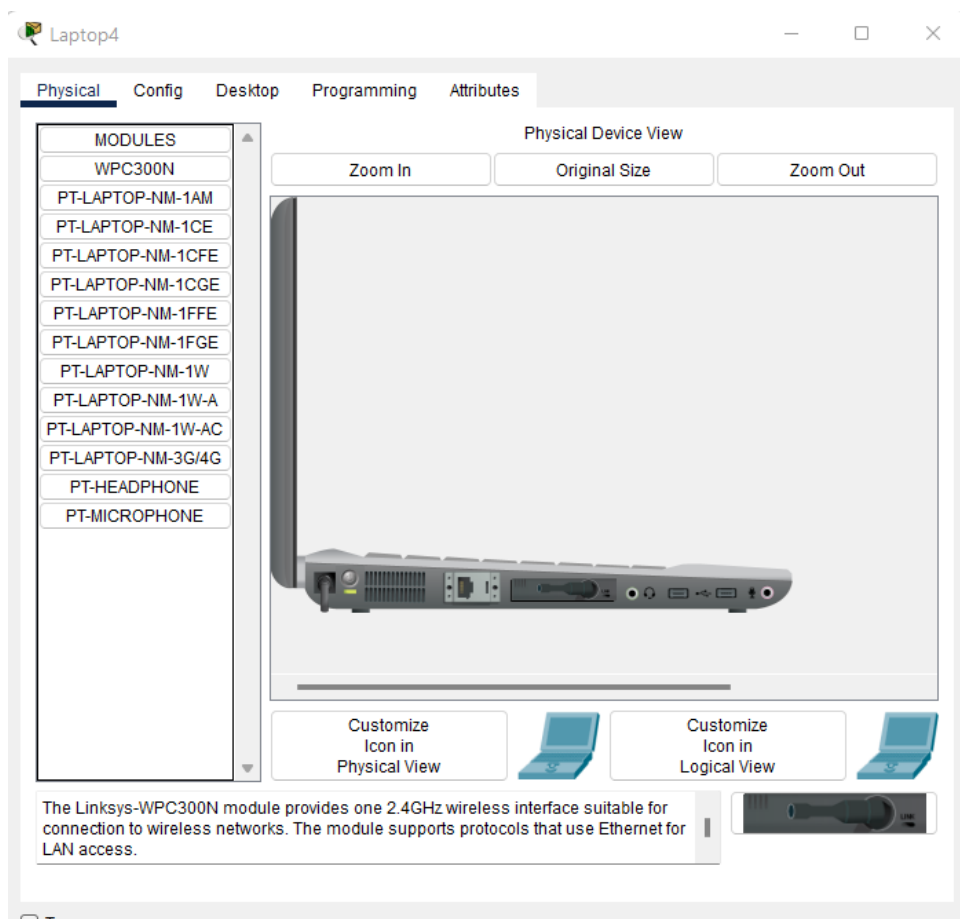 Laptop4
Physical Config Desktop Programming Attributes
MODULES
WPC300N
PT-LAPTOP-NM-1AM
PT-LAPTOP-NM-1CE
PT-LAPTOP-NM-1CFE
PT-LAPTOP-NM-1CGE
PT-LAPTOP-NM-1FFE
PT-LAPTOP-NM-1FGE
PT-LAPTOP-NM-1W
PT-LAPTOP-NM-1W-A
PT-LAPTOP-NM-1W-AC
PT-LAPTOP-NM-3G/4G
PT-HEADPHONE
PT-MICROPHONE
Physical Device View
Zoom In Original Size Zoom Out
Customize
Icon in
Physical View
Customize
Icon in
Logical View
The Linksys-WPC300N module provides one 2.4GHz wireless interface suitable for
connection to wireless networks. The module supports protocols that use Ethernet for
LAN access.
LINK